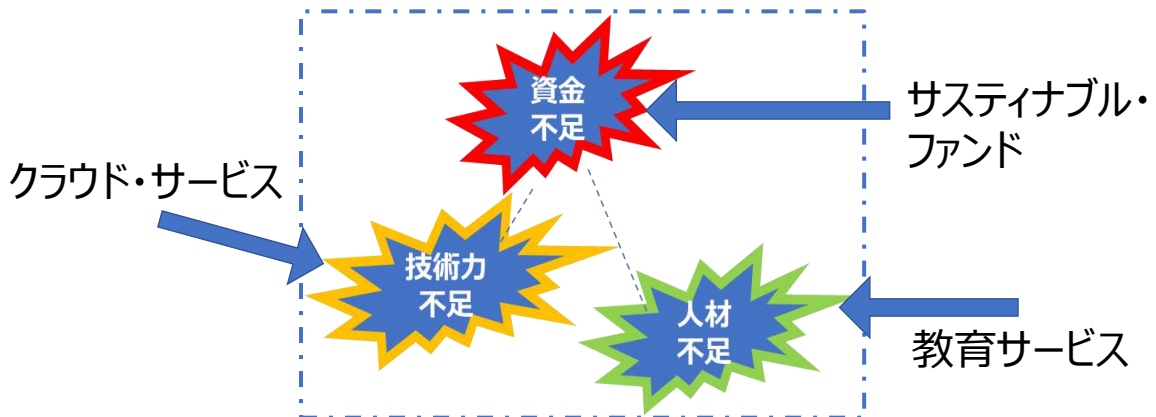 資金
不足
サスティナブル・
ファンド
クラウド・サービス
技術力
不足
人材
不足
教育サービス